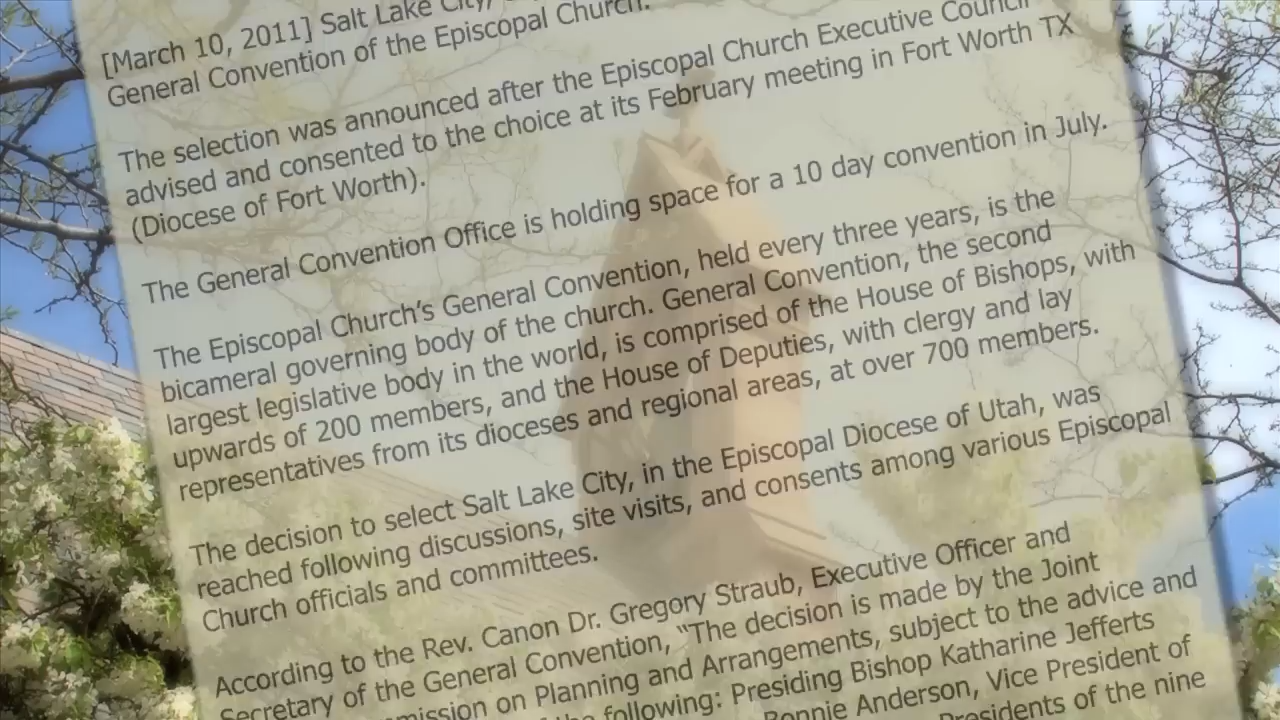 [March 10, 2011] Salt Lake City,
General Convention of the Episcopal Church.
The selection was announced after the Episcopal Church Executive Council
advised and consented to the choice at its February meeting in Fort Worth TX
(Diocese of Fort Worth).
The General Convention Office is holding space for a 10 day convention in July.
The Episcopal Church's General Convention, held every three years, is the
bicameral governing body of the church. General Convention, the second
largest legislative body in the world, is comprised of the House of Bishops, with
upwards of 200 members, and the House of Deputies, with clergy and lay
representatives from its dioceses and regional areas, at over 700 members.
The decision to select Salt Lake City, in the Episcopal Diocese of Utah, was
reached following discussions, site visits, and consents among various Episcopal
Church officials and committees.
According to the Rev. Canon Dr. Gregory Straub, Executive Officer and
Secretary of the General Convention, "The decision is made by the Joint
mission on Planning and Arrangements, subject to the advice and
the following: Presiding Bishop Katharine Jefferts
Bonnie Anderson, Vice President of
Presidents of the nine